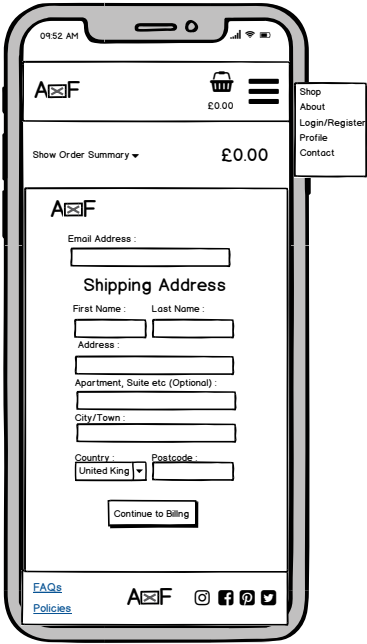 09:52 AM
A F
£0.00
Shop
About
Login/Register
Profile
Contact
Show Order Summary
£0.00
A F
Email Address :
Shipping Address
First Name :
Last Name :
Address :
Apartment, Suite etc (Optional) :
City/Town :
Country :
Postcode :
United King
Continue to Billng
FAQs
Policies
A F